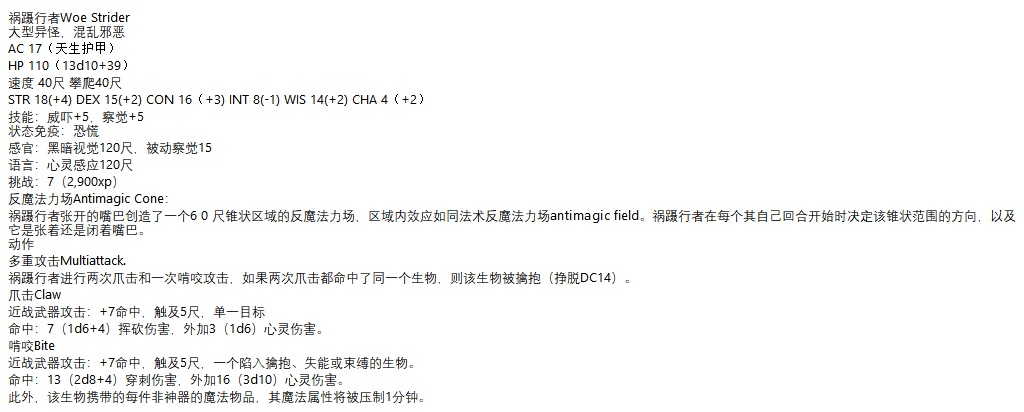 祸蹑行者Woe Strider
大型异怪，混乱邪恶
AC 17（天生护甲）
HP 110（13d10+39）
速度 40尺 攀爬40尺
STR 18(+4) DEX 15(+2) CON 16（+3) INT 8(-1) WIS 14(+2) CHA 4（+2）
技能：威吓+5，察觉+5
状态免疫：恐慌
感官：黑暗视觉120尺，被动察觉15
语言：心灵感应120尺
挑战：7（2,900xp）
反魔法力场Antimagic Cone:
祸蹑行者张开的嘴巴创造了一个6 0 尺锥状区域的反魔法力场，区域内效应如同法术反魔法力场antimagic field。祸蹑行者在每个其自己回合开始时决定该锥状范围的方向，以及
它是张着还是闭着嘴巴。
动作
多重攻击Multiattack.
祸蹑行者进行两次爪击和一次啃咬攻击，如果两次爪击都命中了同一个生物，则该生物被擒抱（挣脱DC14）。
爪击Claw
近战武器攻击：+7命中，触及5尺，单一目标
命中：7（1d6+4）挥砍伤害，外加3（1d6）心灵伤害。
啃咬Bite
近战武器攻击：+7命中，触及5尺，一个陷入擒抱、失能或束缚的生物。
命中：13（2d8+4）穿刺伤害，外加16（3d10）心灵伤害。
此外，该生物携带的每件非神器的魔法物品，其魔法属性将被压制1分钟。